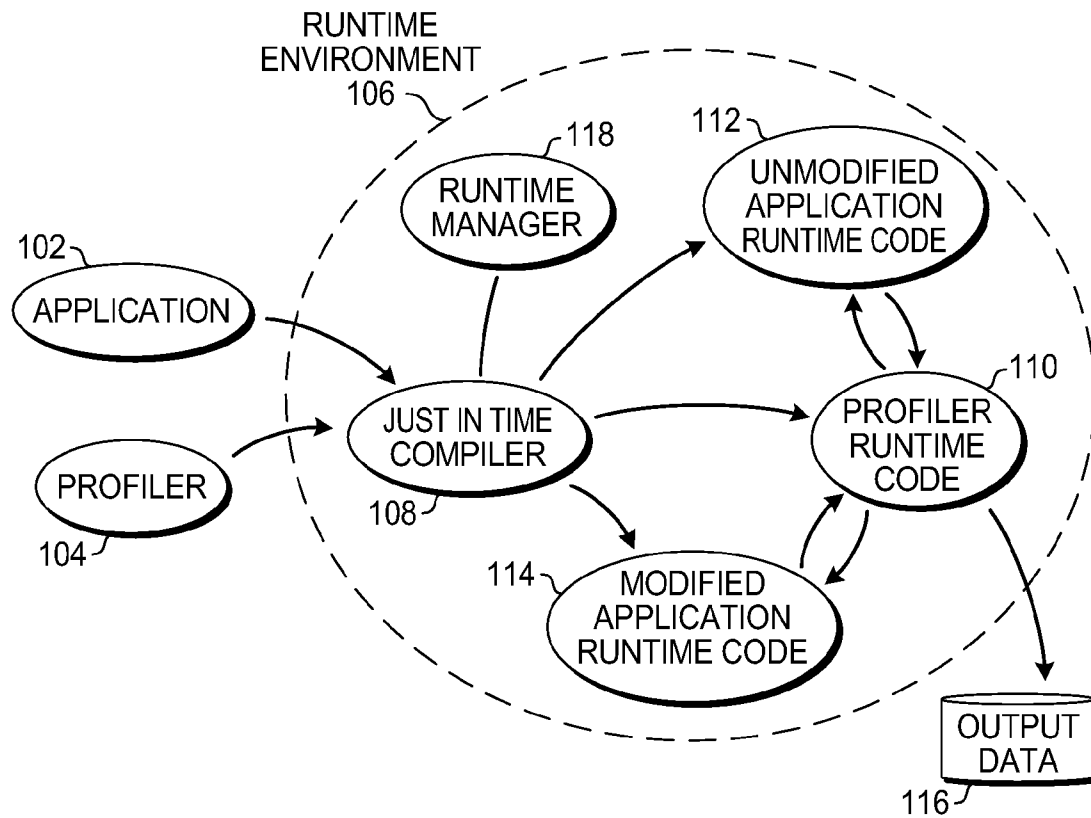 RUNTIME
ENVIRONMENT
106
118
RUNTIME
MANAGER
112
UNMODIFIED
APPLICATION
RUNTIME CODE
102
APPLICATION
110
PROFILER
RUNTIME
CODE
JUST IN TIME
COMPILER
108
PROFILER
104
114
MODIFIED
APPLICATION
RUNTIME CODE
OUTPUT
DATA
116